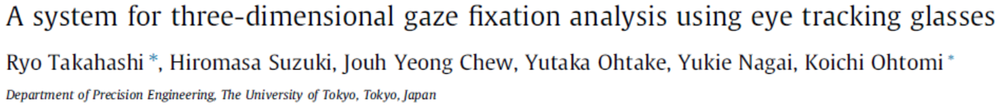 A system for three-dimensional gaze fixation analysis using eye tracking glasses
Ryo Takahashi *, Hiromasa Suzuki, Jouh Yeong Chew, Yutaka Ohtake, Yukie Nagai, Koichi Ohtomi *
Department of Precision Engineering, The University of Tokyo, Tokyo, Japan